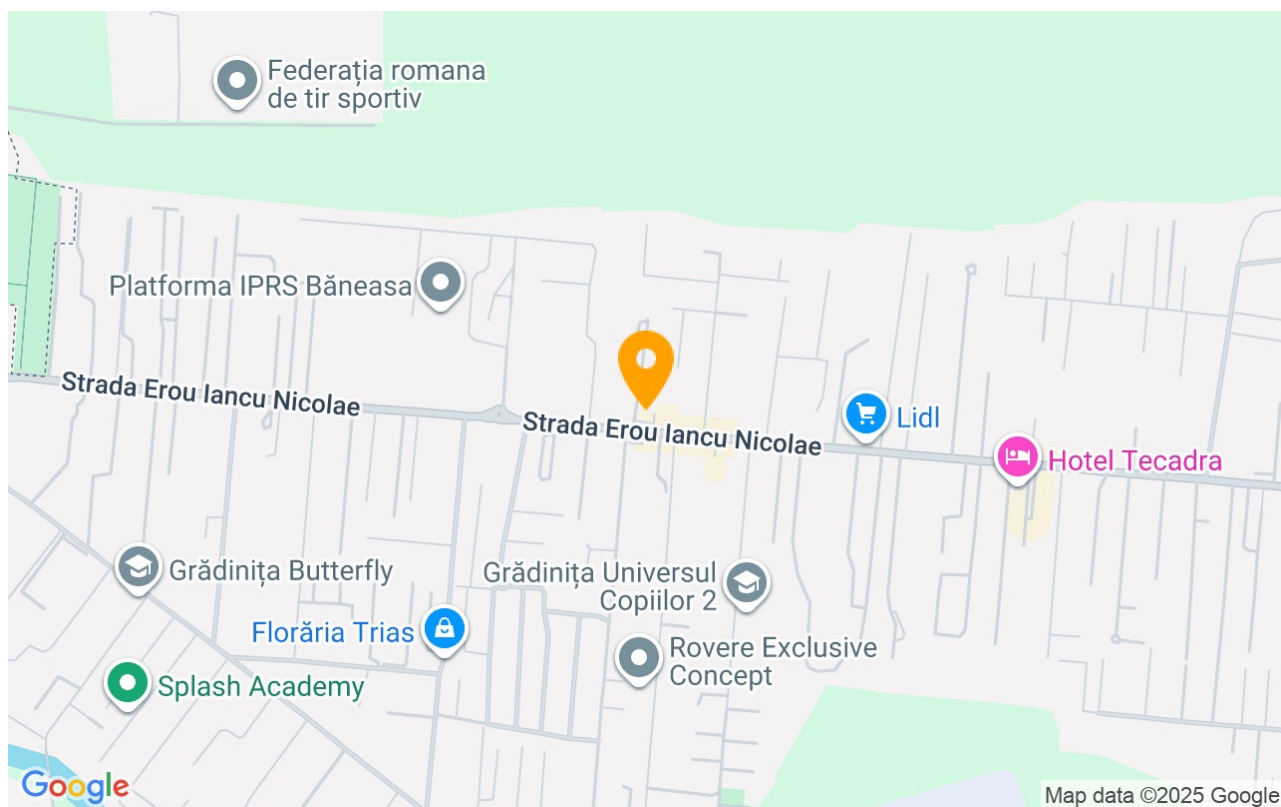 Federația romana
de tir sportiv
Platforma IPRS Băneasa
Strada Erou Iancu Nicolae
Strada Erou Iancu Nicolae
Lidl
Hotel Tecadra
Grădinița Butterfly
Grădinița Universul
Copiilor 2
Florăria Trias
Rovere Exclusive
Concept
Splash Academy
Google
Map data ©2025 Google